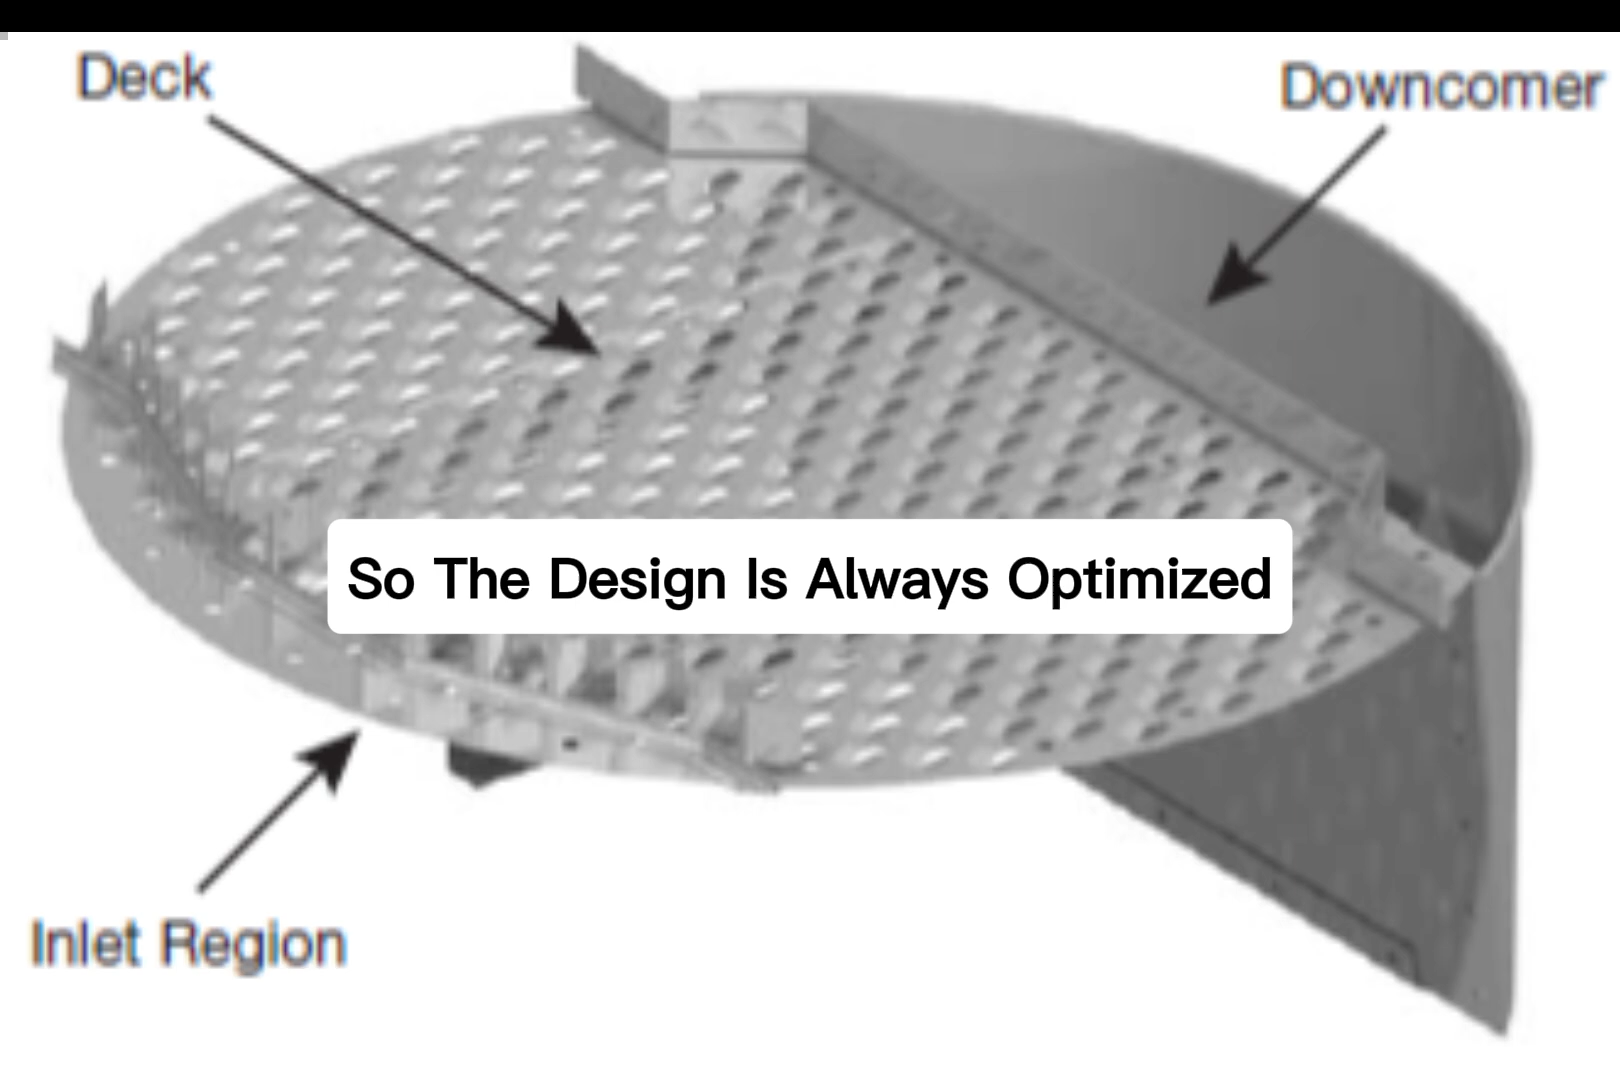 Deck
Downcomer
So The Design Is Always Optimized
Inlet Region